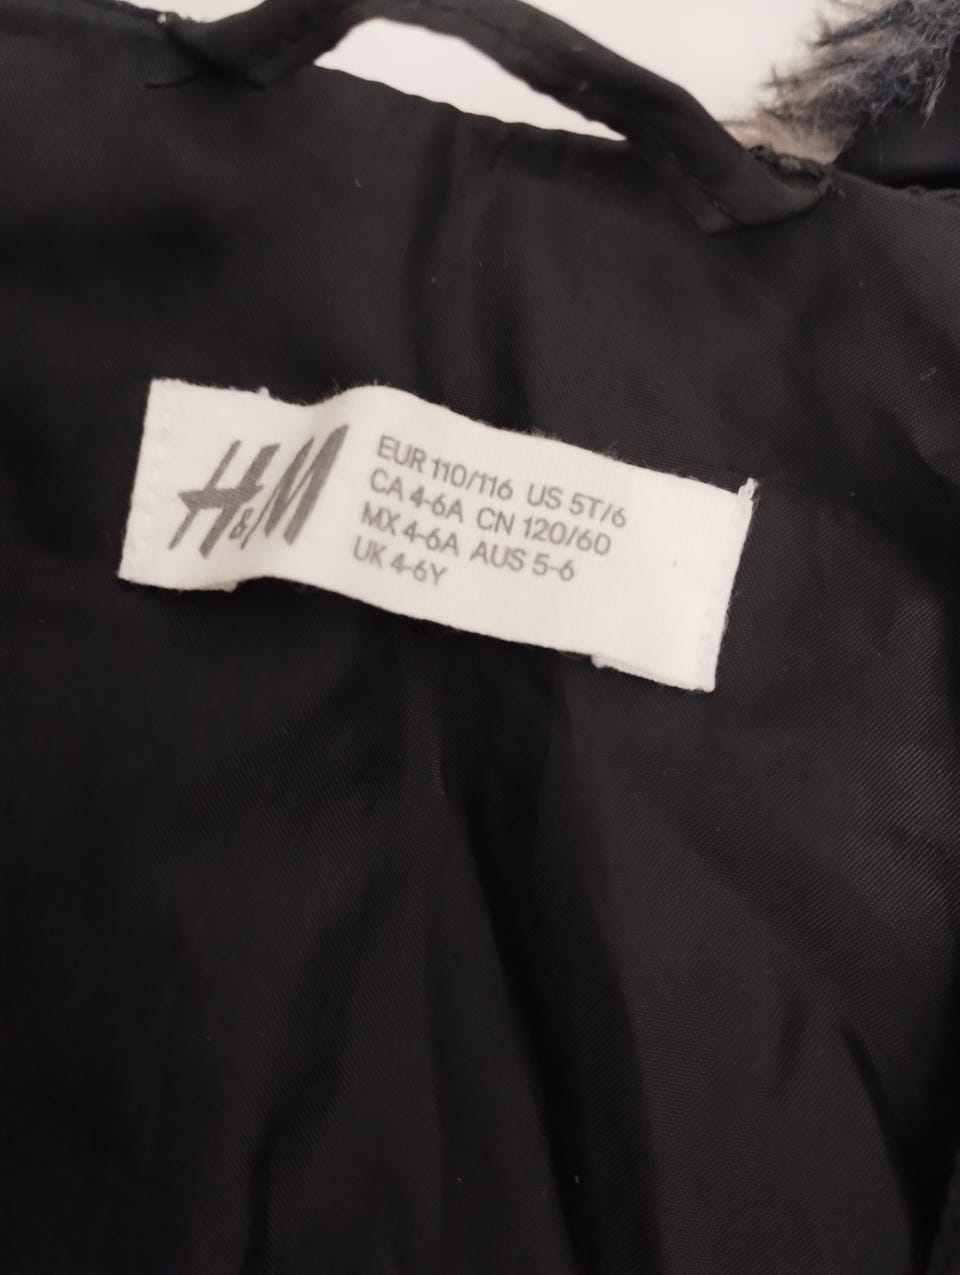 H&M
EUR 110/116 US 5T/6
CA 4-6A CN 120/60
MX 4-6A AUS 5-6
UK 4-6Y